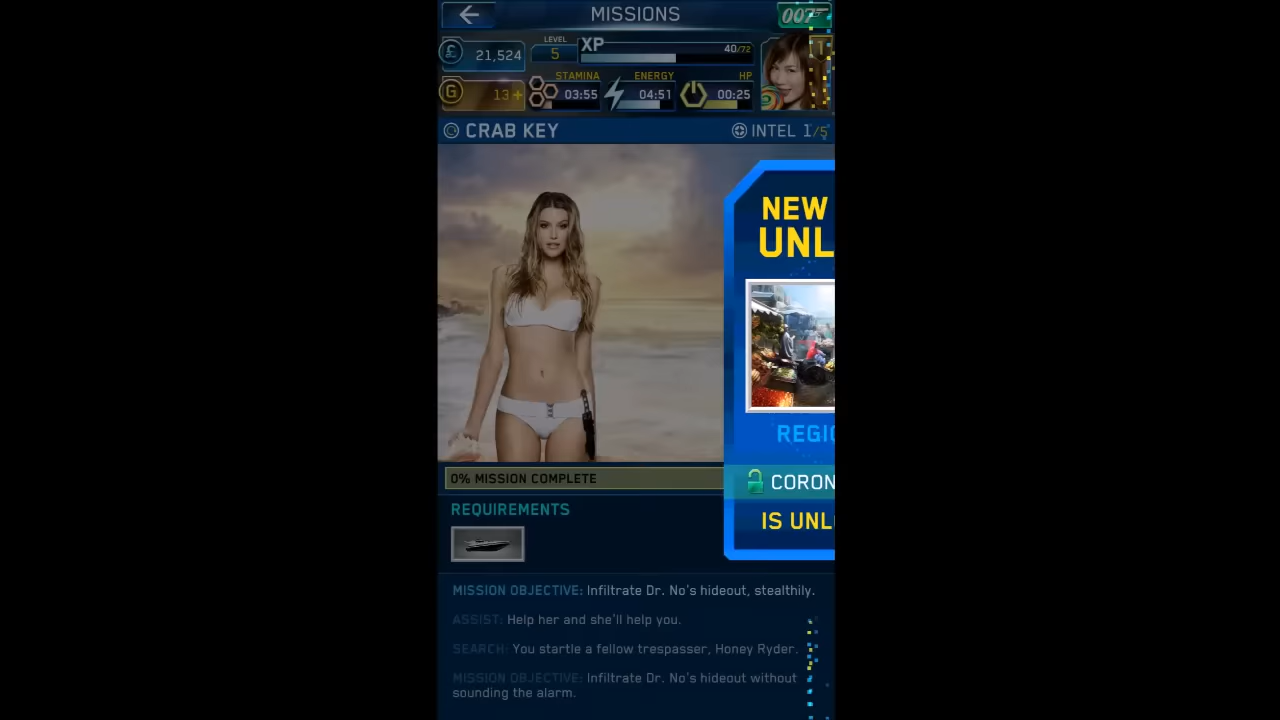 MISSIONS
007
21,524
LEVEL
5
XP
40/72
13+
STAMINA
03:55
ENERGY
04:51
HP
00:25
CRAB KEY
INTEL 1/5
NEW
UNL
REGIO
CORON
IS UNL
0% MISSION COMPLETE
REQUIREMENTS
MISSION OBJECTIVE: Infiltrate Dr. No's hideout, stealthily.
ASSIST: Help her and she'll help you.
SEARCH: You startle a fellow trespasser, Honey Ryder.
MISSION OBJECTIVE: Infiltrate Dr. No's hideout without
sounding the alarm.